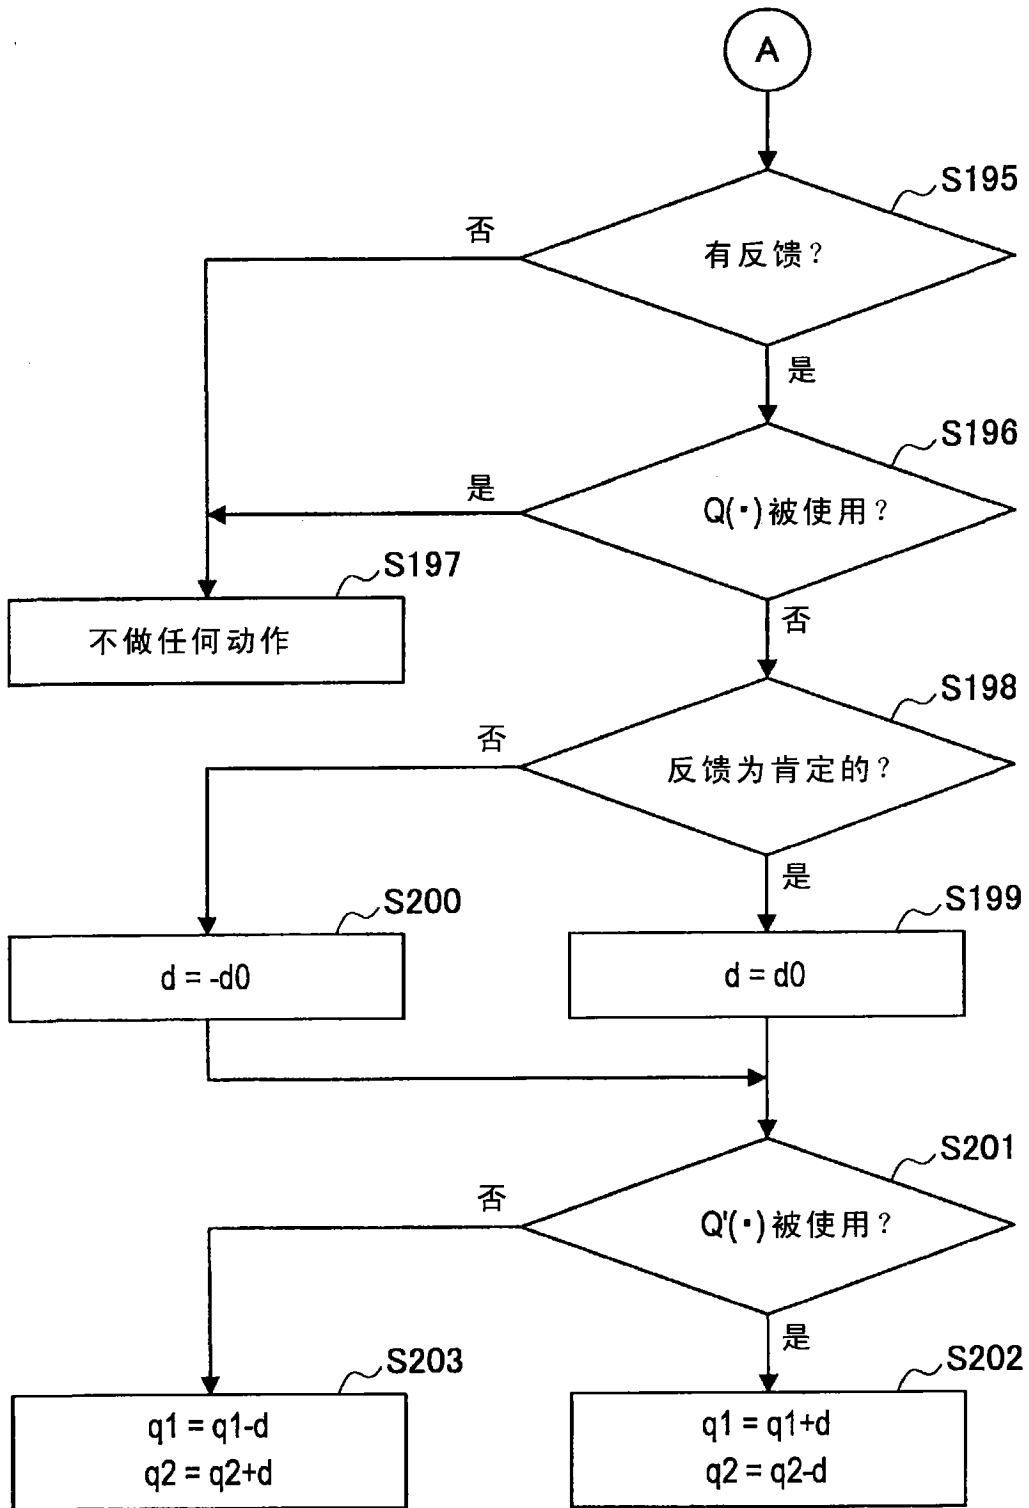 A
S195
否
有反馈?
是
S196
是
Q(·)被使用?
S197
不做任何动作
否
S198
否
反馈为肯定的?
是
S200
S199
d = -d0
d = d0
S201
否
Q'(·)被使用?
是
S203
S202
q1 = q1-d
q2 = q2+d
q1 = q1+d
q2 = q2-d